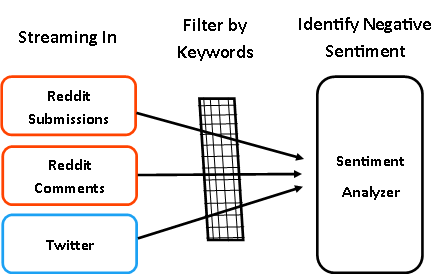 Streaming In
Filter by
Keywords
Identify Negative
Sentiment
Reddit
Submissions
Reddit
Comments
Twitter
Sentiment
Analyzer